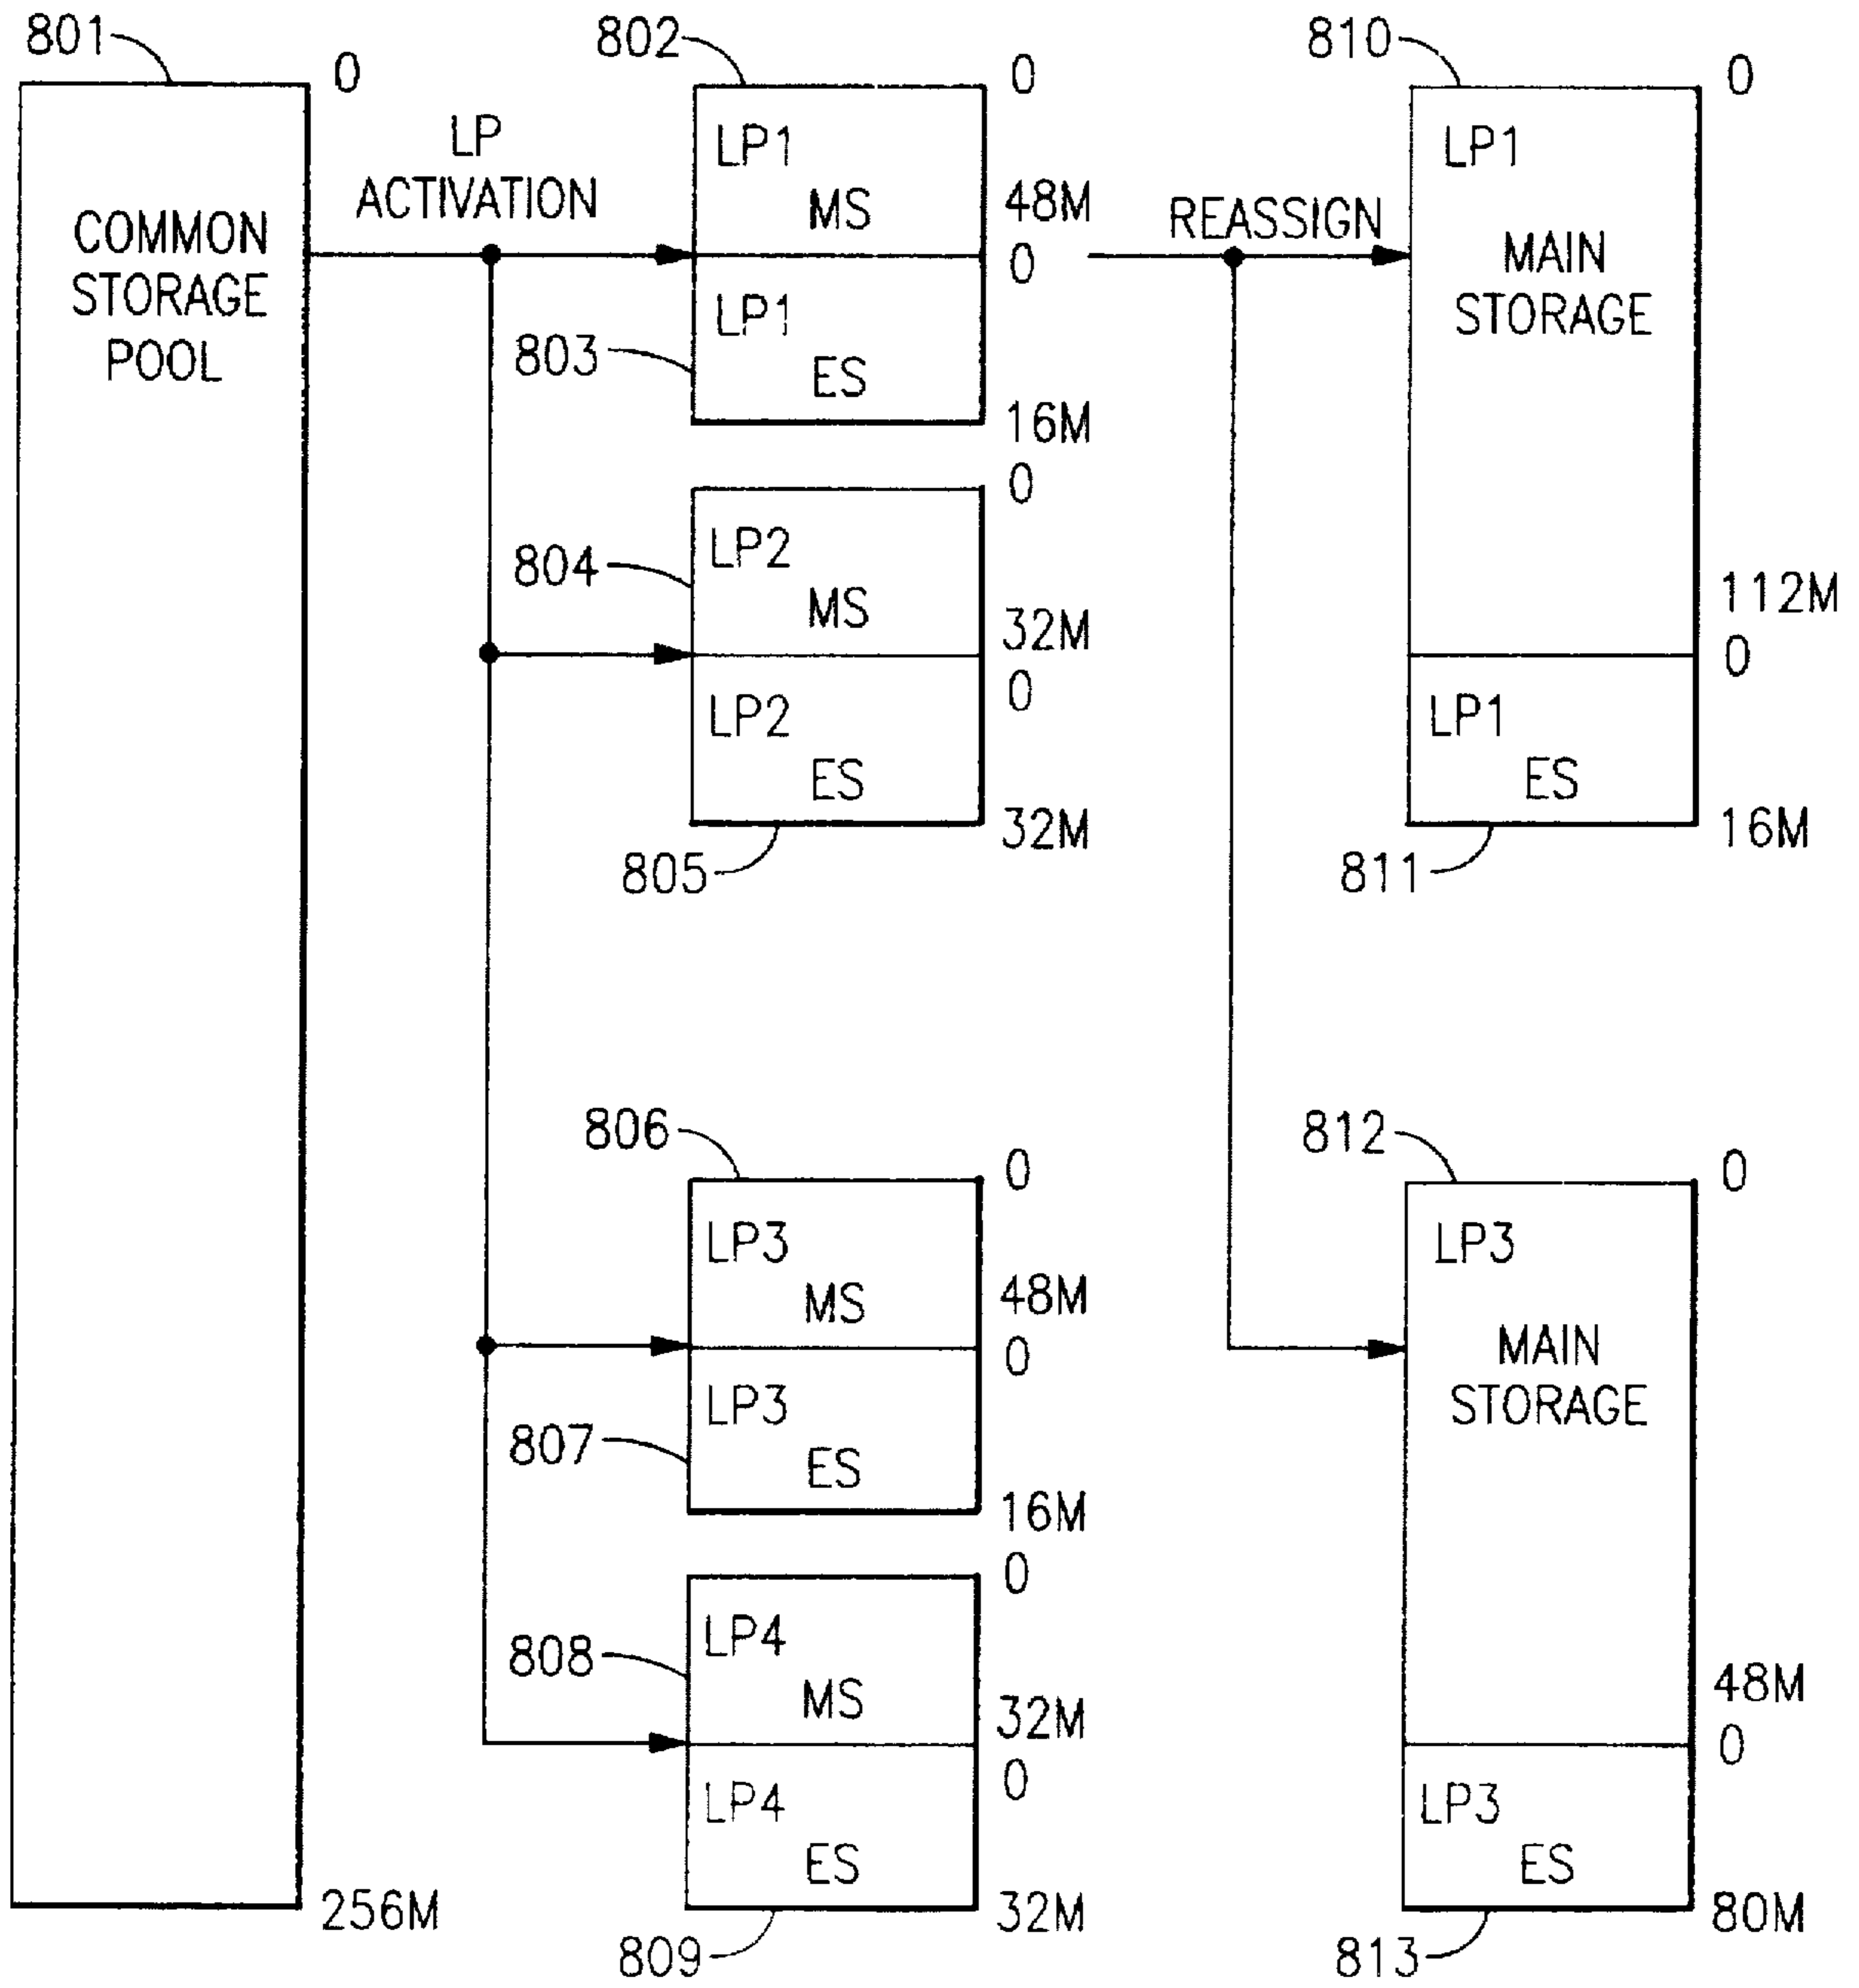 801
0
COMMON
STORAGE
POOL
256M
LP
ACTIVATION
802
0
LP1
MS
48M
0
LP1
803
ES
16M
0
LP2
804
MS
32M
0
LP2
ES
32M
805
806
0
LP3
MS
48M
0
LP3
807
ES
16M
0
LP4
808
MS
32M
0
LP4
ES
32M
809
REASSIGN
810
0
LP1
MAIN
STORAGE
112M
0
LP1
ES
16M
811
812
0
LP3
MAIN
STORAGE
48M
0
LP3
ES
80M
813